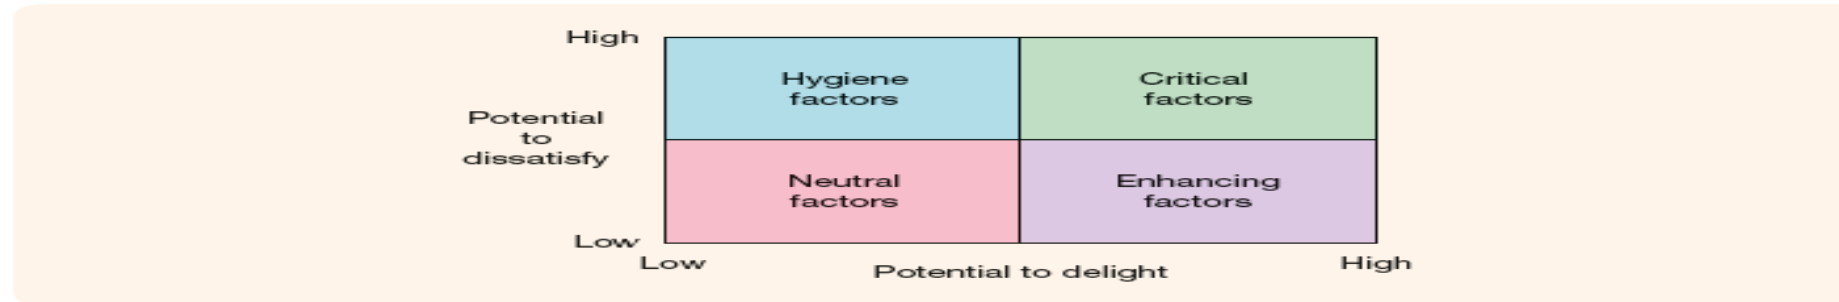 High
Hygiene
factors
Critical
factors
Potential
to
dissatisfy
Neutral
factors
Enhancing
factors
Low
Low
Potential to delight
High